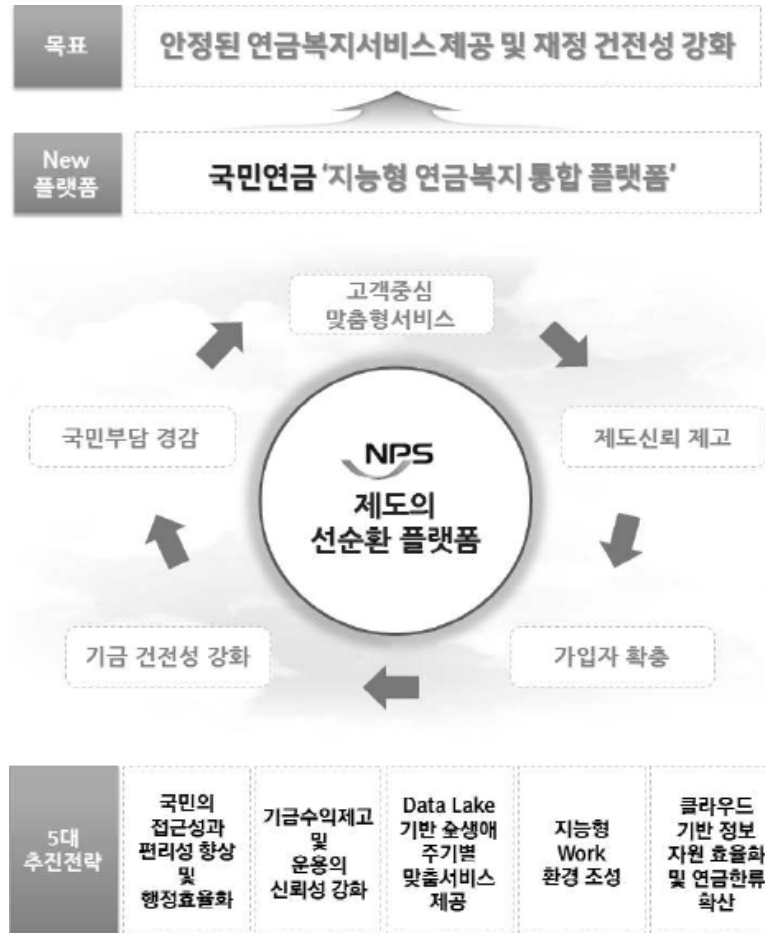 목표
안정된 연금복지서비스 제공 및 재정 건전성 강화
New
플랫폼
국민연금 '지능형 연금복지 통합 플랫폼'
고객중심
맞춤형서비스
국민부담 경감
제도신뢰 제고
NPS
제도의
선순환 플랫폼
기금 건전성 강화
가입자 확충
5대
추진전략
국민의
접근성과
편리성 향상
및
행정효율화
기금수익제고
및
운용의
신뢰성 강화
Data Lake
기반 全생애
주기별
맞춤서비스
제공
지능형
Work
환경 조성
클라우드
기반 정보
자원 효율화
및 연금한류
확산